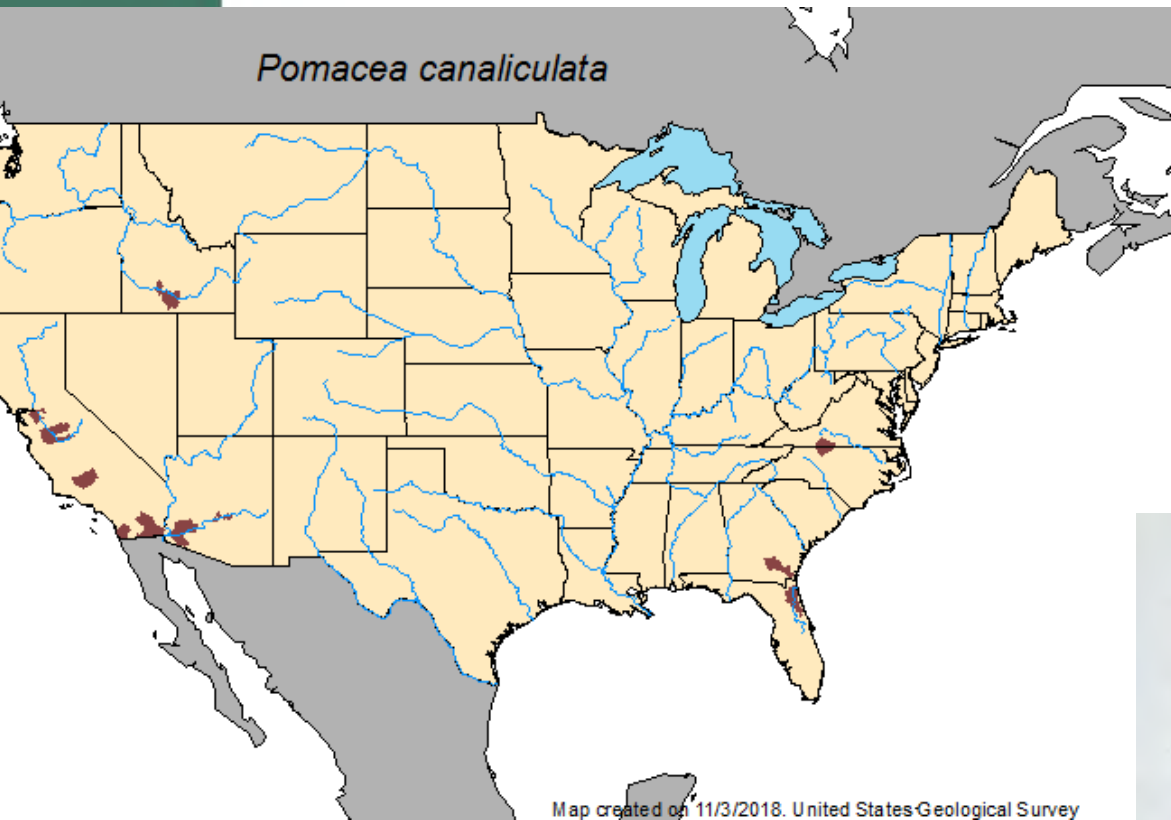 Pomacea canaliculata
Map created on 11/3/2018. United States Geological Survey